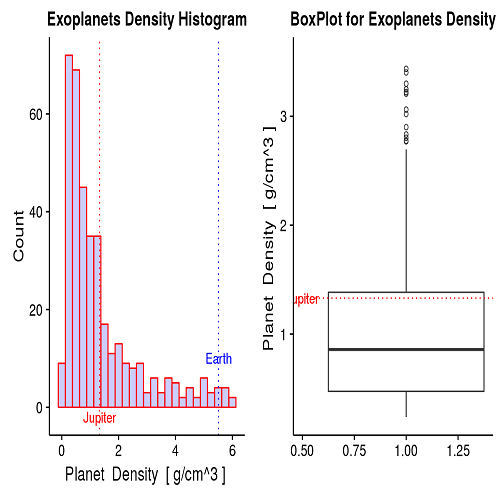 Exoplanets Density Histogram
Count
60
40
20
0
Earth
Jupiter
0 2 4 6
Planet Density [ g/cm^3 ]
BoxPlot for Exoplanets Density
Planet Density [ g/cm^3 ]
3
2
1
upiter
0.50 0.75 1.00 1.25